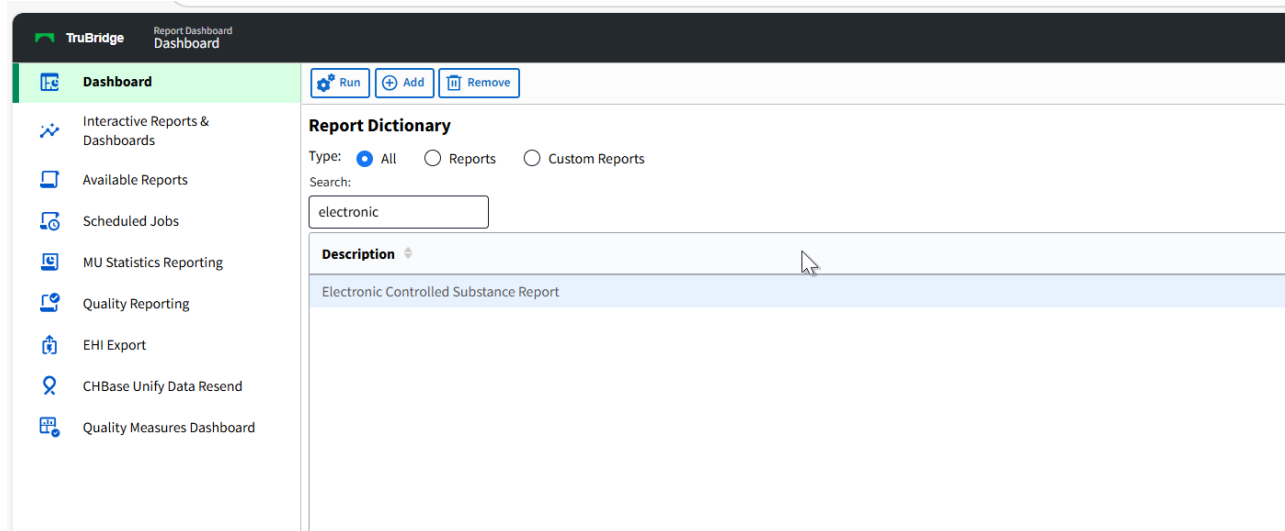 TruBridge
Report Dashboard
Dashboard
Dashboard
Interactive Reports &
Dashboards
Available Reports
Scheduled Jobs
MU Statistics Reporting
Quality Reporting
EHI Export
CHBase Unify Data Resend
Quality Measures Dashboard
Run Add Remove
Report Dictionary
Type: All Reports Custom Reports
Search:
electronic
Description
Electronic Controlled Substance Report